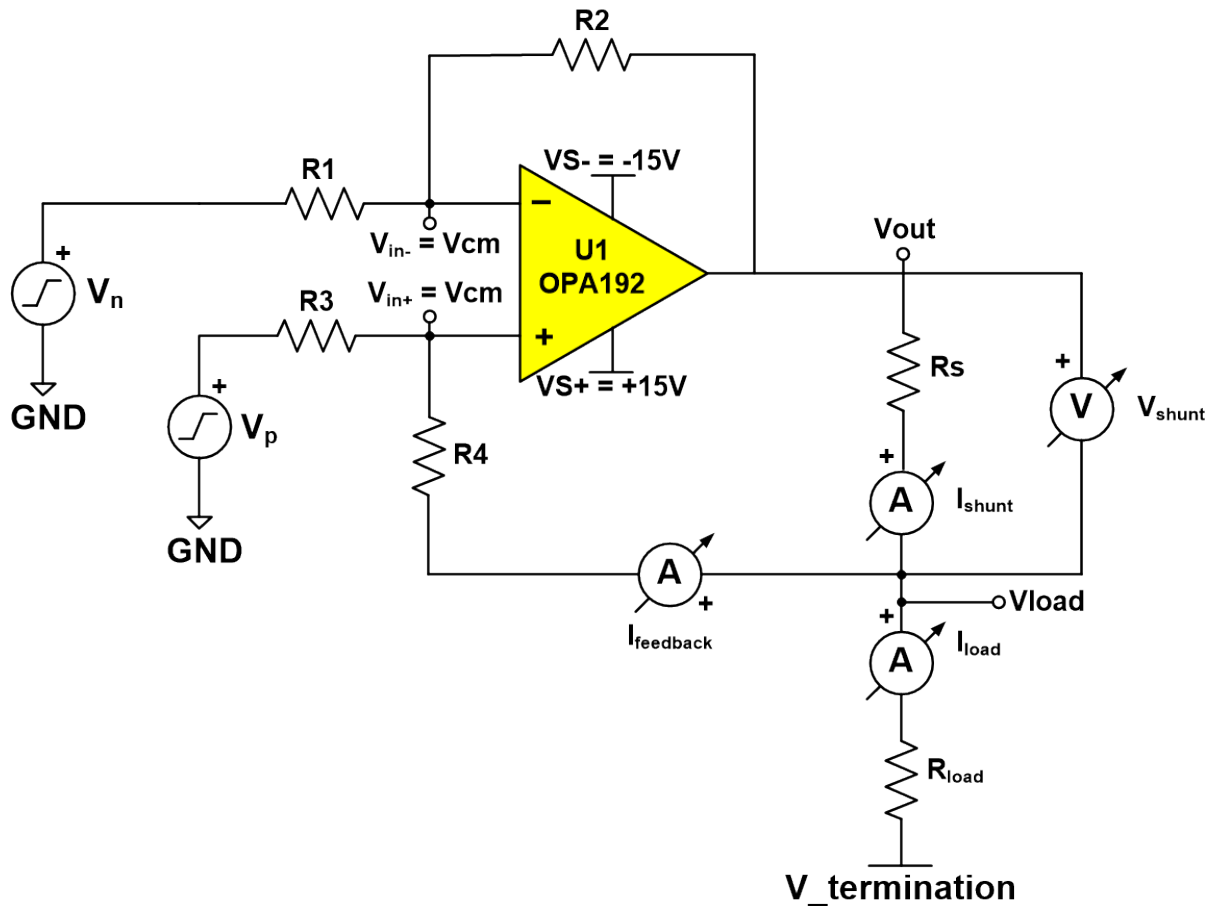 R2
VS- = -15V
R1
Vin- = Vcm
U1
OPA192
Vout
+
Vn
GND
R3
Vin+ = Vcm
−
+
VS+ = +15V
Rs
+
V
Vshunt
+
Vp
GND
R4
+
A
Ishunt
A
+
Ifeedback
Vload
+
A
Iload
Rload
V_termination